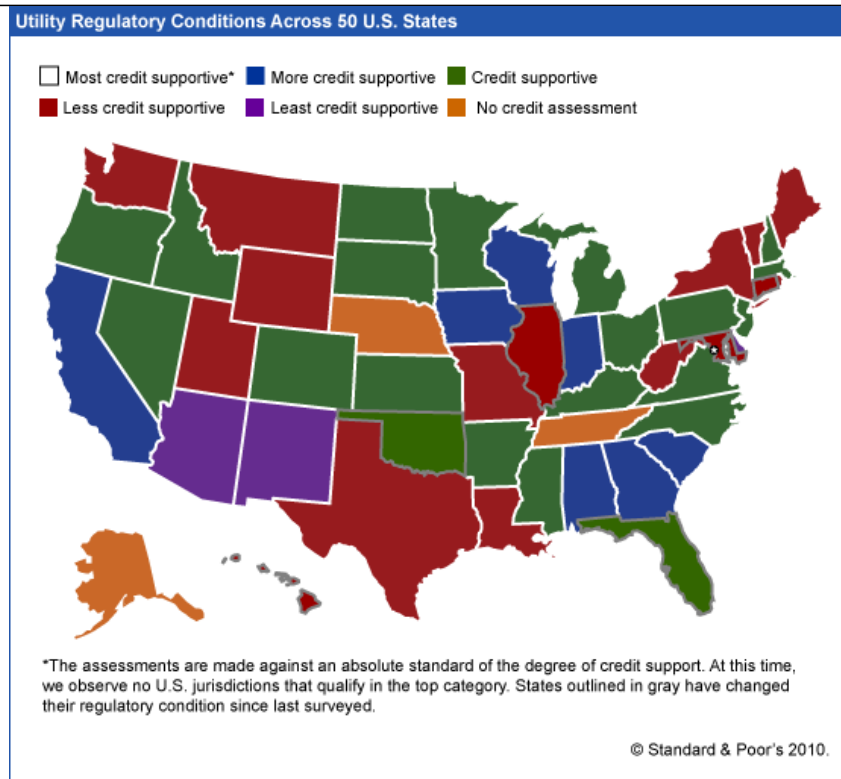 Utility Regulatory Conditions Across 50 U.S. States
Most credit supportive* More credit supportive Credit supportive
Less credit supportive Least credit supportive No credit assessment
*The assessments are made against an absolute standard of the degree of credit support. At this time,
we observe no U.S. jurisdictions that qualify in the top category. States outlined in gray have changed
their regulatory condition since last surveyed.
© Standard & Poor's 2010.